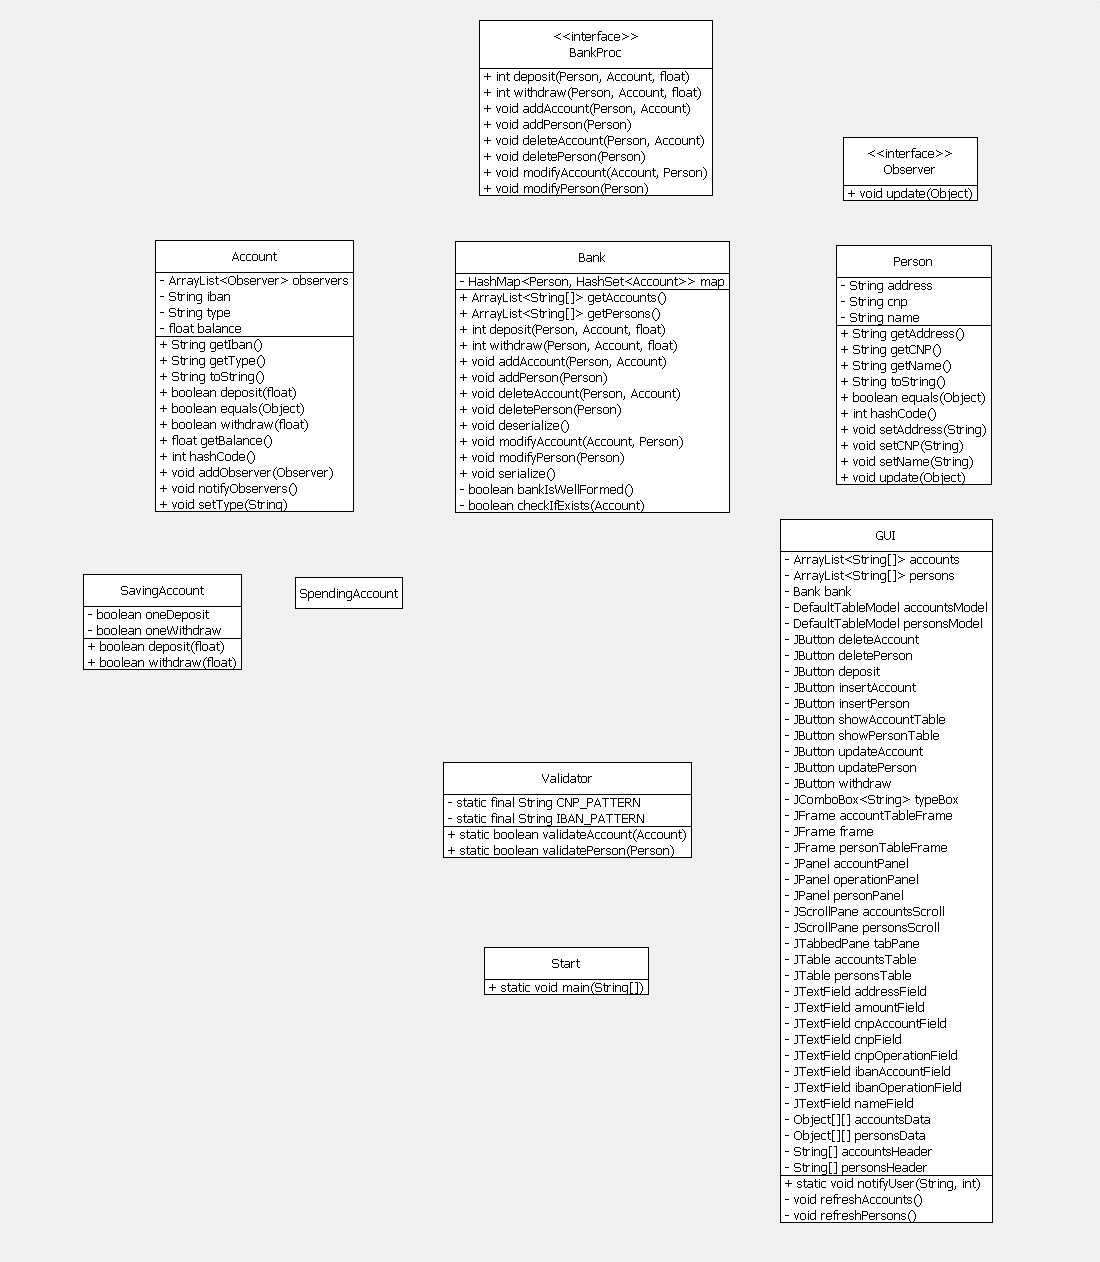 <<interface>>
BankProc
+ int deposit(Person, Account, float)
+ int withdraw(Person, Account, float)
+ void addAccount(Person, Account)
+ void addPerson(Person)
+ void deleteAccount(Person, Account)
+ void deletePerson(Person)
+ void modifyAccount(Account, Person)
+ void modifyPerson(Person)
<<interface>>
Observer
+ void update(Object)
Account
- ArrayList<Observer> observers
- String iban
- String type
- float balance
+ String getIban()
+ String getType()
+ String toString()
+ boolean deposit(float)
+ boolean equals(Object)
+ boolean withdraw(float)
+ float getBalance()
+ int hashCode()
+ void addObserver(Observer)
+ void notifyObservers()
+ void setType(String)
Bank
- HashMap<Person, HashSet<Account>> map
+ ArrayList<String[]> getAccounts()
+ ArrayList<String[]> getPersons()
+ int deposit(Person, Account, float)
+ int withdraw(Person, Account, float)
+ void addAccount(Person, Account)
+ void addPerson(Person)
+ void deleteAccount(Person, Account)
+ void deletePerson(Person)
+ void deserialize()
+ void modifyAccount(Account, Person)
+ void modifyPerson(Person)
+ void serialize()
- boolean bankIsWellFormed()
- boolean checkIfExists(Account)
Person
- String address
- String cnp
- String name
+ String getAddress()
+ String getCNP()
+ String getName()
+ String toString()
+ boolean equals(Object)
+ int hashCode()
+ void setAddress(String)
+ void setCNP(String)
+ void setName(String)
+ void update(Object)
SavingAccount
- boolean oneDeposit
- boolean oneWithdraw
+ boolean deposit(float)
+ boolean withdraw(float)
SpendingAccount
GUI
- ArrayList<String[]> accounts
- ArrayList<String[]> persons
- Bank bank
- DefaultTableModel accountsModel
- DefaultTableModel personsModel
- JButton deleteAccount
- JButton deletePerson
- JButton deposit
- JButton insertAccount
- JButton insertPerson
- JButton showAccountTable
- JButton showPersonTable
- JButton updateAccount
- JButton updatePerson
- JButton withdraw
- JComboBox<String> typeBox
- JFrame accountTableFrame
- JFrame frame
- JFrame personTableFrame
- JPanel accountPanel
- JPanel operationPanel
- JPanel personPanel
- JScrollPane accountsScroll
- JScrollPane personsScroll
- JTabbedPane tabPane
- JTable accountsTable
- JTable personsTable
- JTextField addressField
- JTextField amountField
- JTextField cnpAccountField
- JTextField cnpField
- JTextField cnpOperationField
- JTextField ibanAccountField
- JTextField ibanOperationField
- JTextField nameField
- Object[][] accountsData
- Object[][] personsData
- String[] accountsHeader
- String[] personsHeader
+ static void notifyUser(String, int)
- void refreshAccounts()
- void refreshPersons()
Validator
- static final String CNP_PATTERN
- static final String IBAN_PATTERN
+ static boolean validateAccount(Account)
+ static boolean validatePerson(Person)
Start
+ static void main(String[])